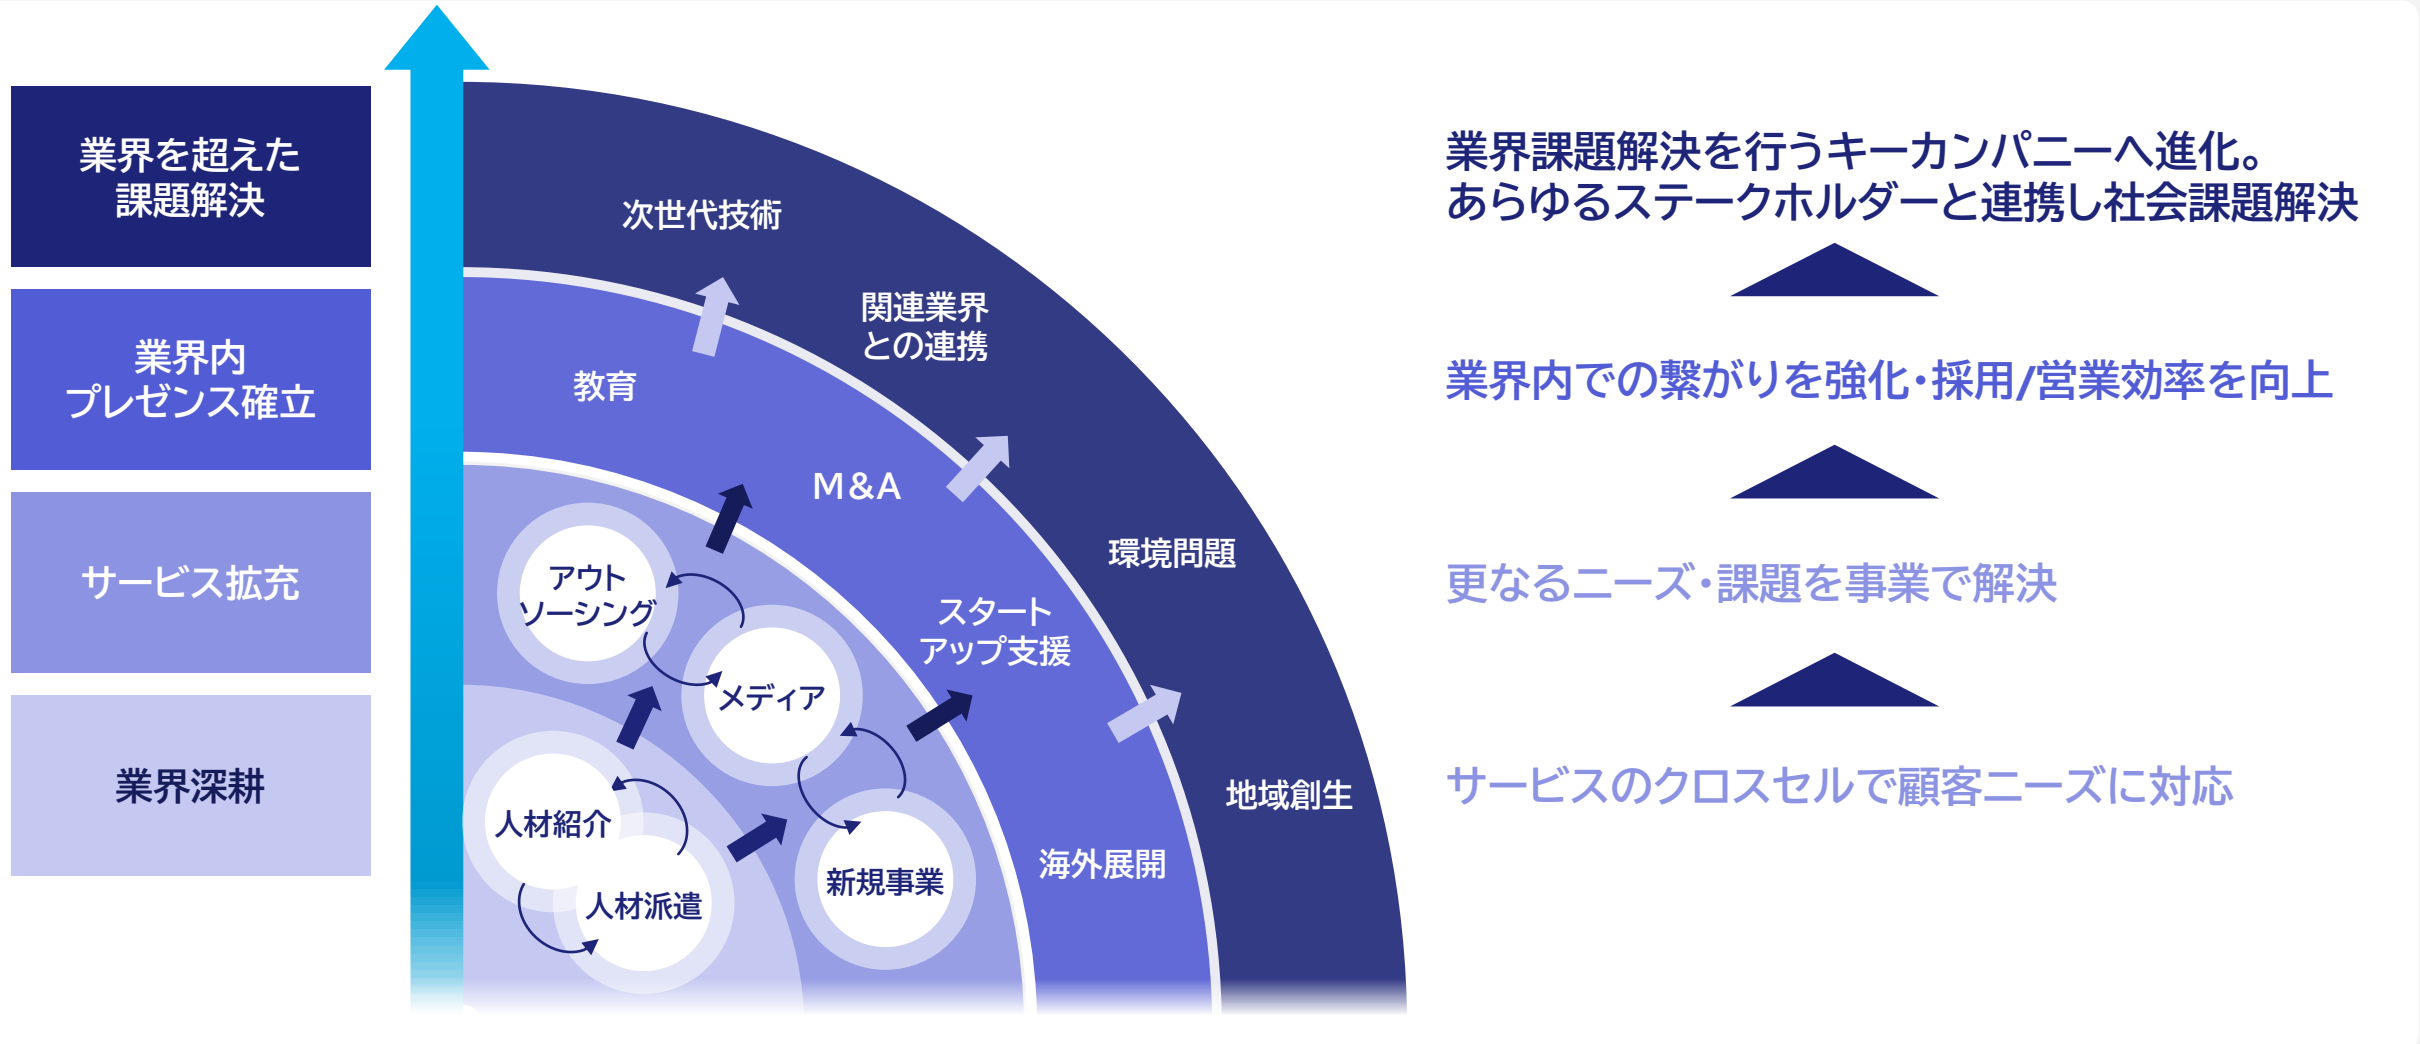 業界を超えた
課題解決
業界内
プレゼンス確立
サービス拡充
業界深耕
次世代技術
関連業界
との連携
環境問題
地域創生
教育
M&A
スタート
アップ支援
海外展開
アウト
ソーシング
メディア
新規事業
人材紹介
人材派遣
業界課題解決を行うキーカンパニーへ進化。
あらゆるステークホルダーと連携し社会課題解決
業界内での繋がりを強化・採用/営業効率を向上
更なるニーズ・課題を事業で解決
サービスのクロスセルで顧客ニーズに対応